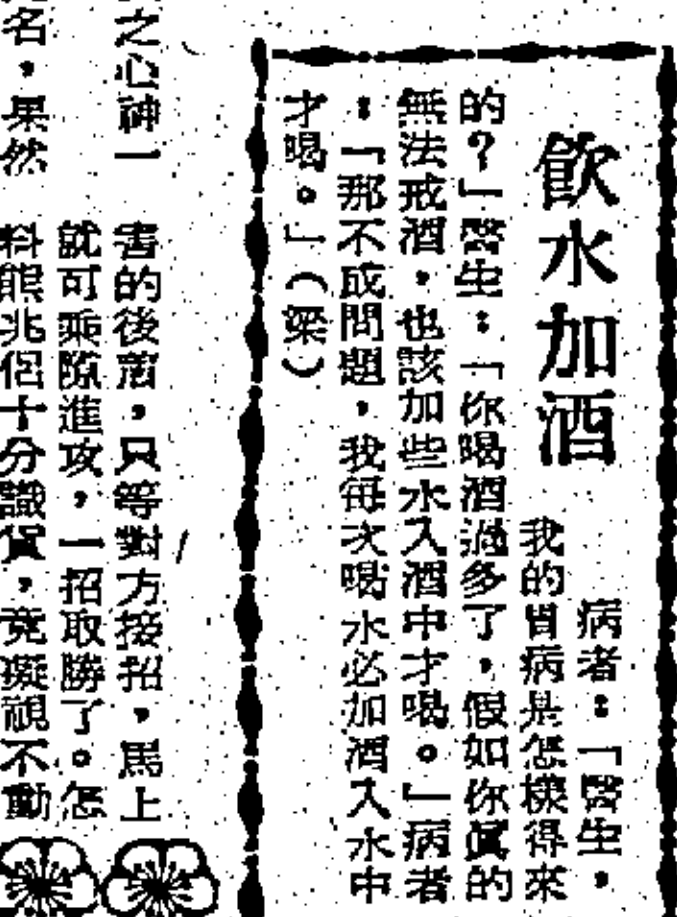 飲水加酒
病者：「醫生，
我的胃病是怎樣得來
的？」醫生：「你喝酒過多了，假如你眞的
無法戒酒，也該加些水入酒中才喝。」病者
：「那不成問題，我每次喝水必加酒入水中
才喝。」（梁）
之心神一
名，果然
害的後着，只等對方接招，馬上
就可乘隙進攻，一招取勝了。怎
料熊兆侶十分識貨，竟凝視不動